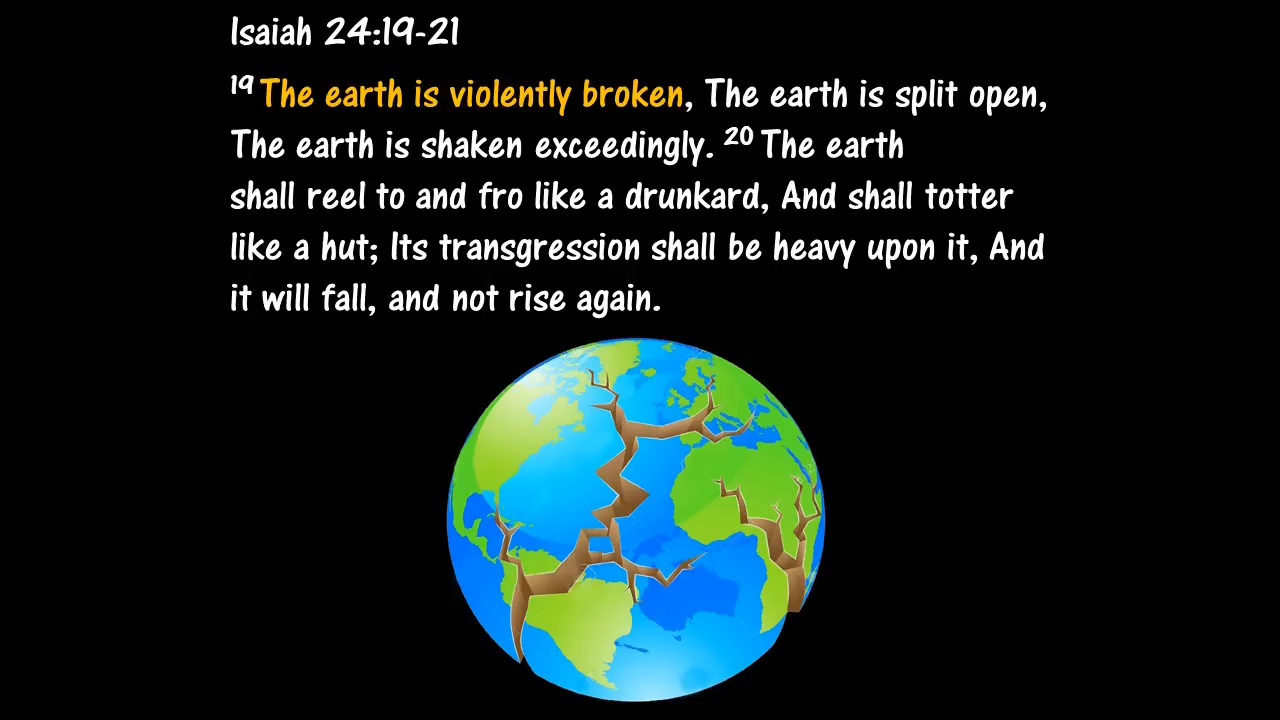 Isaiah 24:19-21
19 The earth is violently broken, The earth is split open,
The earth is shaken exceedingly. 20 The earth
shall reel to and fro like a drunkard, And shall totter
like a hut; Its transgression shall be heavy upon it, And
it will fall, and not rise again.